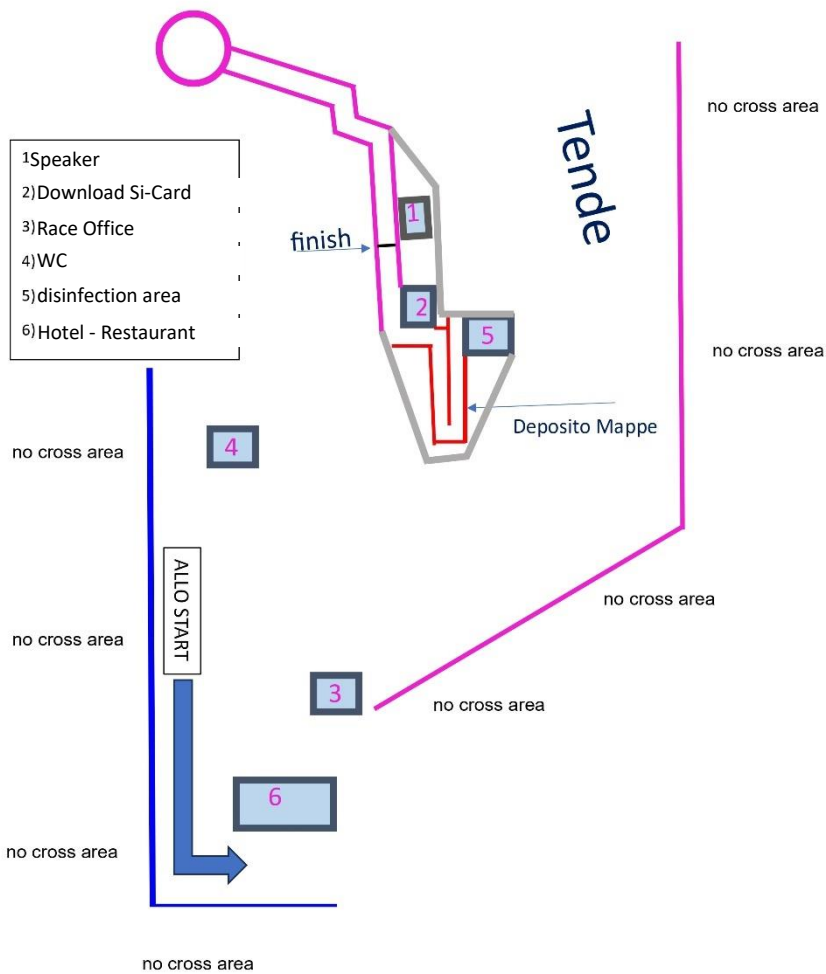 no cross area
Tende
1Speaker
2)Download Si-Card
3)Race Office
4)WC
5)disinfection area
6)Hotel - Restaurant
1
finish
2
5
no cross area
Deposito Mappe
no cross area
4
ALLO START
no cross area
no cross area
3
no cross area
6
no cross area
no cross area